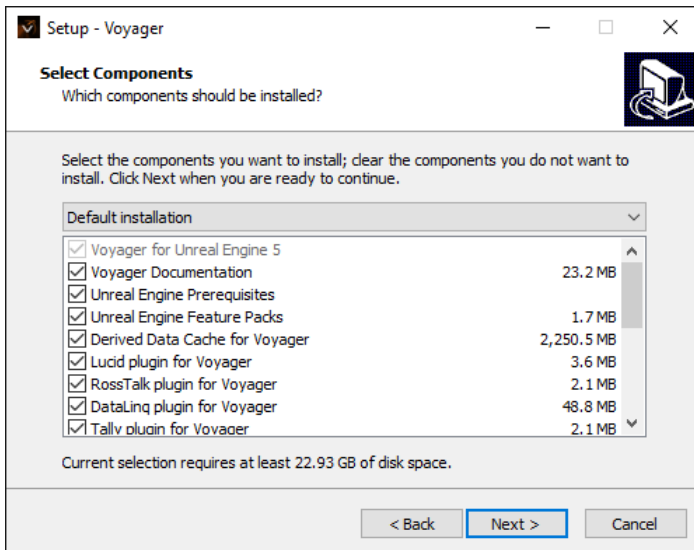 Setup - Voyager
Select Components
Which components should be installed?
Select the components you want to install; clear the components you do not want to
install. Click Next when you are ready to continue.
Default installation
Voyager for Unreal Engine 5
Voyager Documentation 23.2 MB
Unreal Engine Prerequisites
Unreal Engine Feature Packs 1.7 MB
Derived Data Cache for Voyager 2,250.5 MB
Lucid plugin for Voyager 3.6 MB
RossTalk plugin for Voyager 2.1 MB
DataLinq plugin for Voyager 48.8 MB
Tally plugin for Voyager 2.1 MB
Current selection requires at least 22.93 GB of disk space.
< Back Next > Cancel